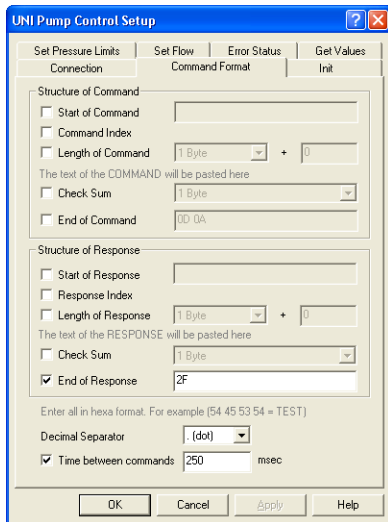 UNI Pump Control Setup
Set Pressure Limits Set Flow Error Status Get Values
Connection Command Format Init
Structure of Command
Start of Command
Command Index
Length of Command 1 Byte + 0
The text of the COMMAND will be pasted here
Check Sum 1 Byte
End of Command 0D 0A
Structure of Response
Start of Response
Response Index
Length of Response 1 Byte + 0
The text of the RESPONSE will be pasted here
Check Sum 1 Byte
End of Response 2F
Enter all in hexa format. For example (54 45 53 54 = TEST)
Decimal Separator . (dot)
Time between commands 250 msec
OK Cancel Apply Help